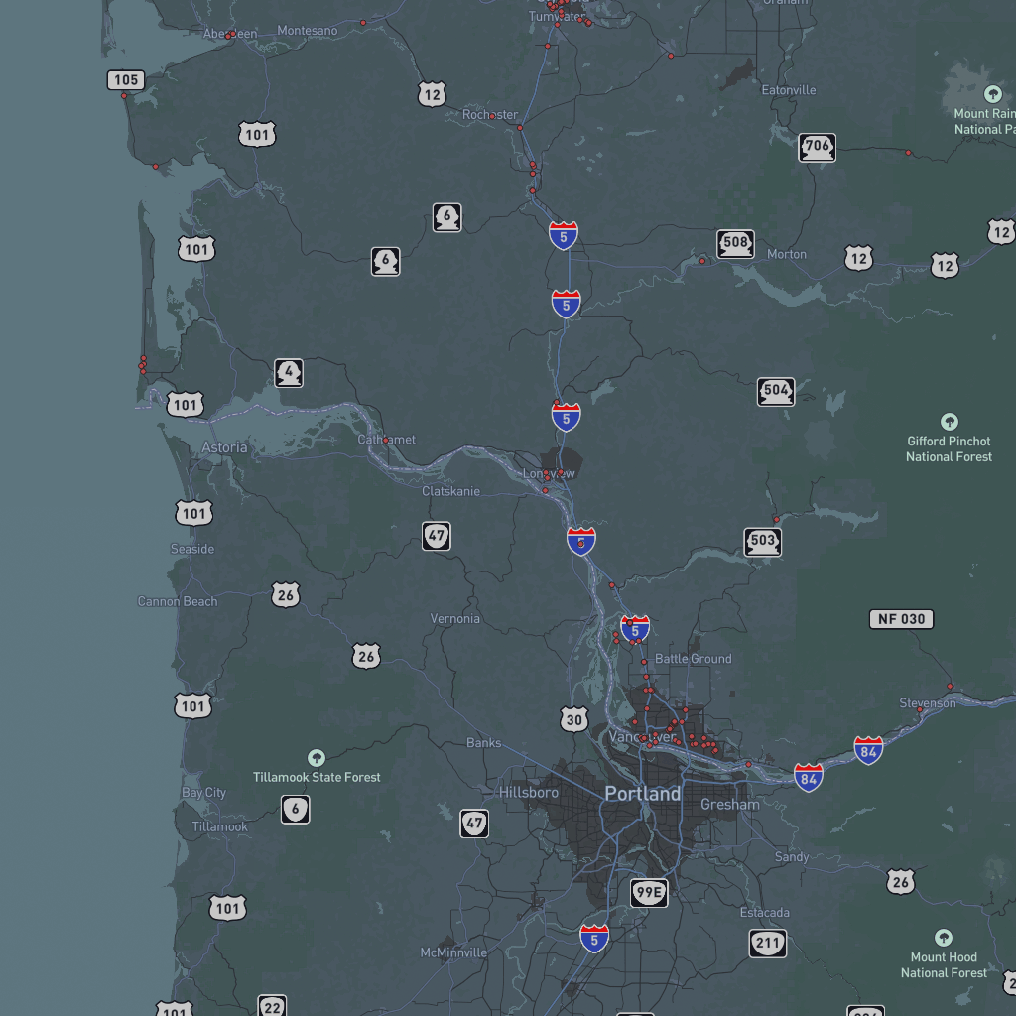 Graham
Tumwater
Aberdeen
Montesano
105
12
Eatonville
Rochester
101
Mount Rain
National Pa
706
6
101
5
508
12
6
Morton
12
12
5
4
504
101
5
Gifford Pinchot
National Forest
Cathlamet
Astoria
Longview
Clatskanie
101
47
5
503
Seaside
26
Cannon Beach
NF 030
Vernonia
5
26
Battle Ground
101
Stevenson
30
Vancouver
Banks
84
Tillamook State Forest
84
Bay City
Hillsboro
Portland
Gresham
6
47
Tillamook
Sandy
26
99E
101
Estacada
5
211
McMinnville
Mount Hood
National Forest
22
101